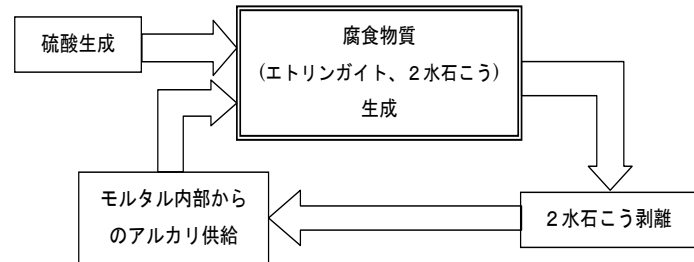 硫酸生成
腐食物質
(エトリンガイト、２水石こう)
生成
モルタル内部から
のアルカリ供給
２水石こう剥離